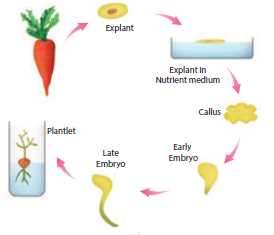 Explant
Explant in
Nutrient medium
Callus
Early
Embryo
Late
Embryo
Plantlet